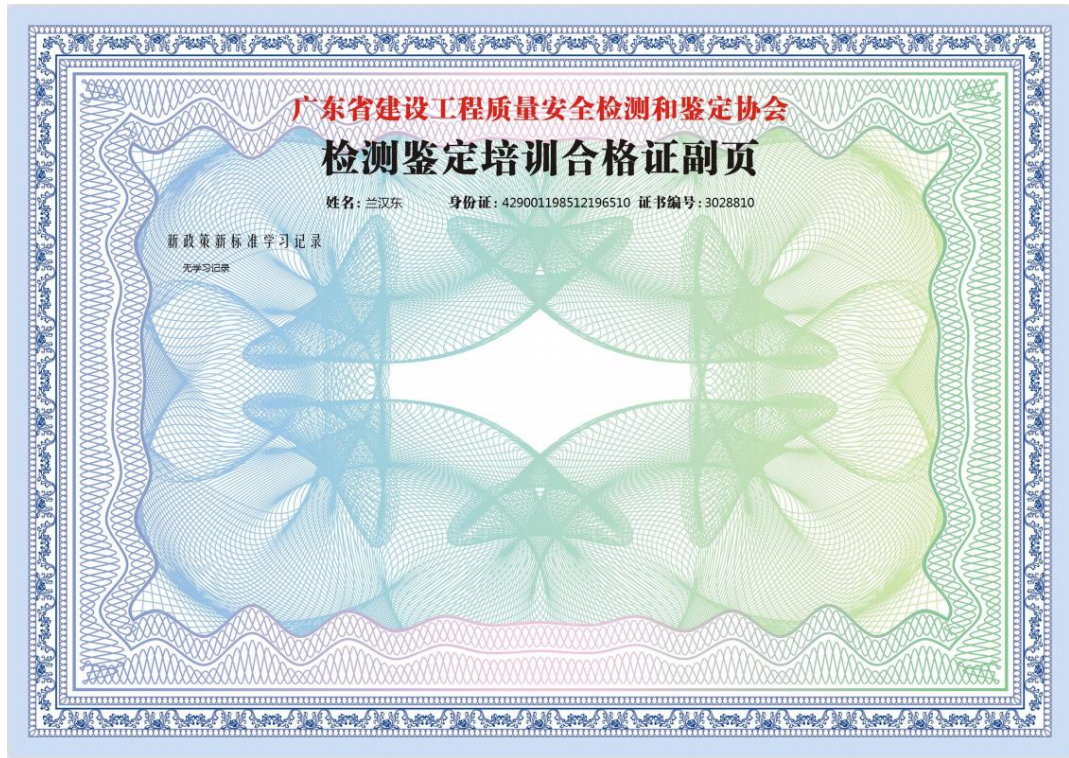 广东省建设工程质量安全检测和鉴定协会
检测鉴定培训合格证副页
姓名：兰汉东 身份证：429001198512196510 证书编号：3028810
新政策新标准学习记录
无学习记录